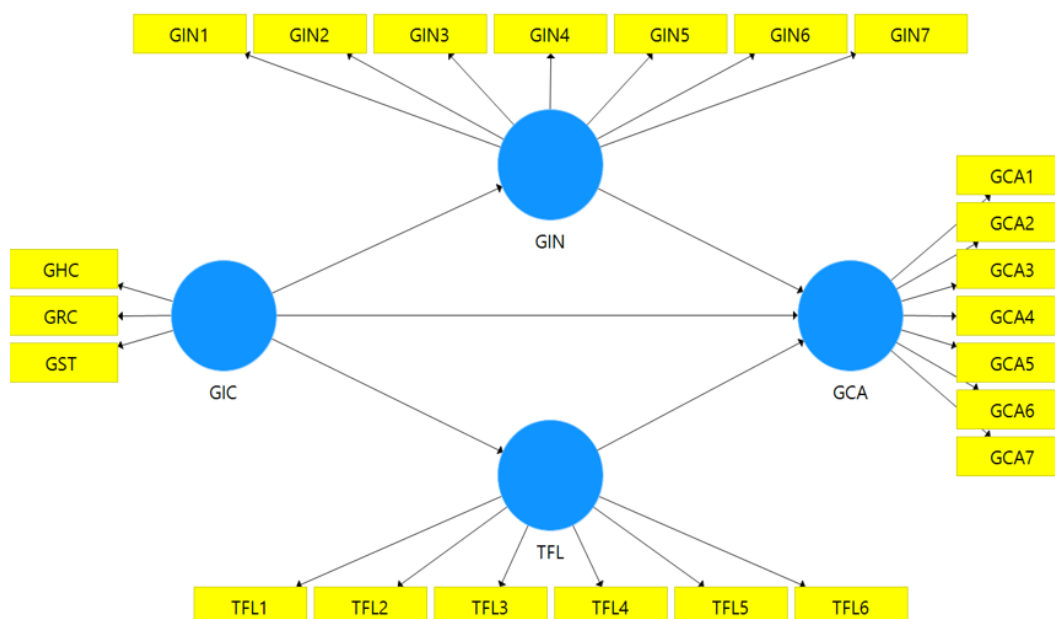 GIN1 GIN2 GIN3 GIN4 GIN5 GIN6 GIN7
GCA1
GCA2
GIN
GHC
GCA3
GRC
GCA4
GST
GCA5
GIC
GCA
GCA6
GCA7
TFL
TFL1 TFL2 TFL3 TFL4 TFL5 TFL6